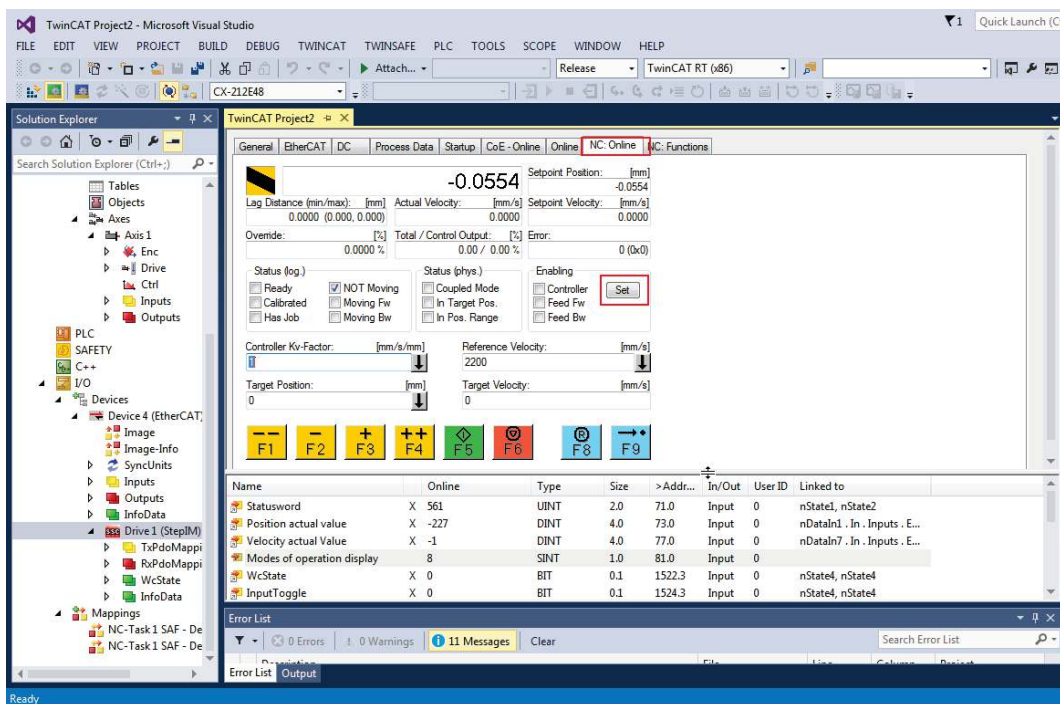 TwinCAT Project2 - Microsoft Visual Studio
1
Quick Launch (C
FILE EDIT VIEW PROJECT BUILD DEBUG TWINCAT TWINSAFE PLC TOOLS SCOPE WINDOW HELP
Attach... Release TwinCAT RT (x86)
CX-212E48
Solution Explorer
Search Solution Explorer (Ctrl+;)
Tables
Objects
Axes
Axis 1
Enc
Drive
Ctrl
Inputs
Outputs
PLC
SAFETY
C++
I/O
Devices
Device 4 (EtherCAT)
Image
Image-Info
SyncUnits
Inputs
Outputs
InfoData
Drive 1 (StepIM)
TxPdoMappi
RxPdoMappi
WcState
InfoData
Mappings
NC-Task 1 SAF - De
NC-Task 1 SAF - De
TwinCAT Project2
General EtherCAT DC Process Data Startup CoE - Online Online NC: Online NC: Functions
-0.0554
Setpoint Position: [mm]
-0.0554
Lag Distance (min/max): [mm] Actual Velocity: [mm/s] Setpoint Velocity: [mm/s]
0.0000 (0.000, 0.000) 0.0000 0.0000
Override: [%] Total / Control Output: [%] Error:
0.0000 % 0.00 / 0.00 % 0 (0x0)
Status (log.) Status (phys.) Enabling
Ready NOT Moving Coupled Mode Controller Set
Calibrated Moving Fw In Target Pos. Feed Fw
Has Job Moving Bw In Pos. Range Feed Bw
Controller Kv-Factor: [mm/s/mm] Reference Velocity: [mm/s]
1 2200
Target Position: [mm] Target Velocity: [mm/s]
0 0
-- - + ++ R
F1 F2 F3 F4 F5 F6 F8 F9
Name Online Type Size >Addr... In/Out User ID Linked to
Statusword X 561 UINT 2.0 71.0 Input 0 nState1, nState2
Position actual value X -227 DINT 4.0 73.0 Input 0 nDataIn1 . In . Inputs . E...
Velocity actual Value X -1 DINT 4.0 77.0 Input 0 nDataIn7 . In . Inputs . E...
Modes of operation display 8 SINT 1.0 81.0 Input 0
WcState X 0 BIT 0.1 1522.3 Input 0 nState4, nState4
InputToggle X 0 BIT 0.1 1524.3 Input 0 nState4, nState4
Error List
0 Errors 0 Warnings 11 Messages Clear Search Error List
Error List Output
Ready